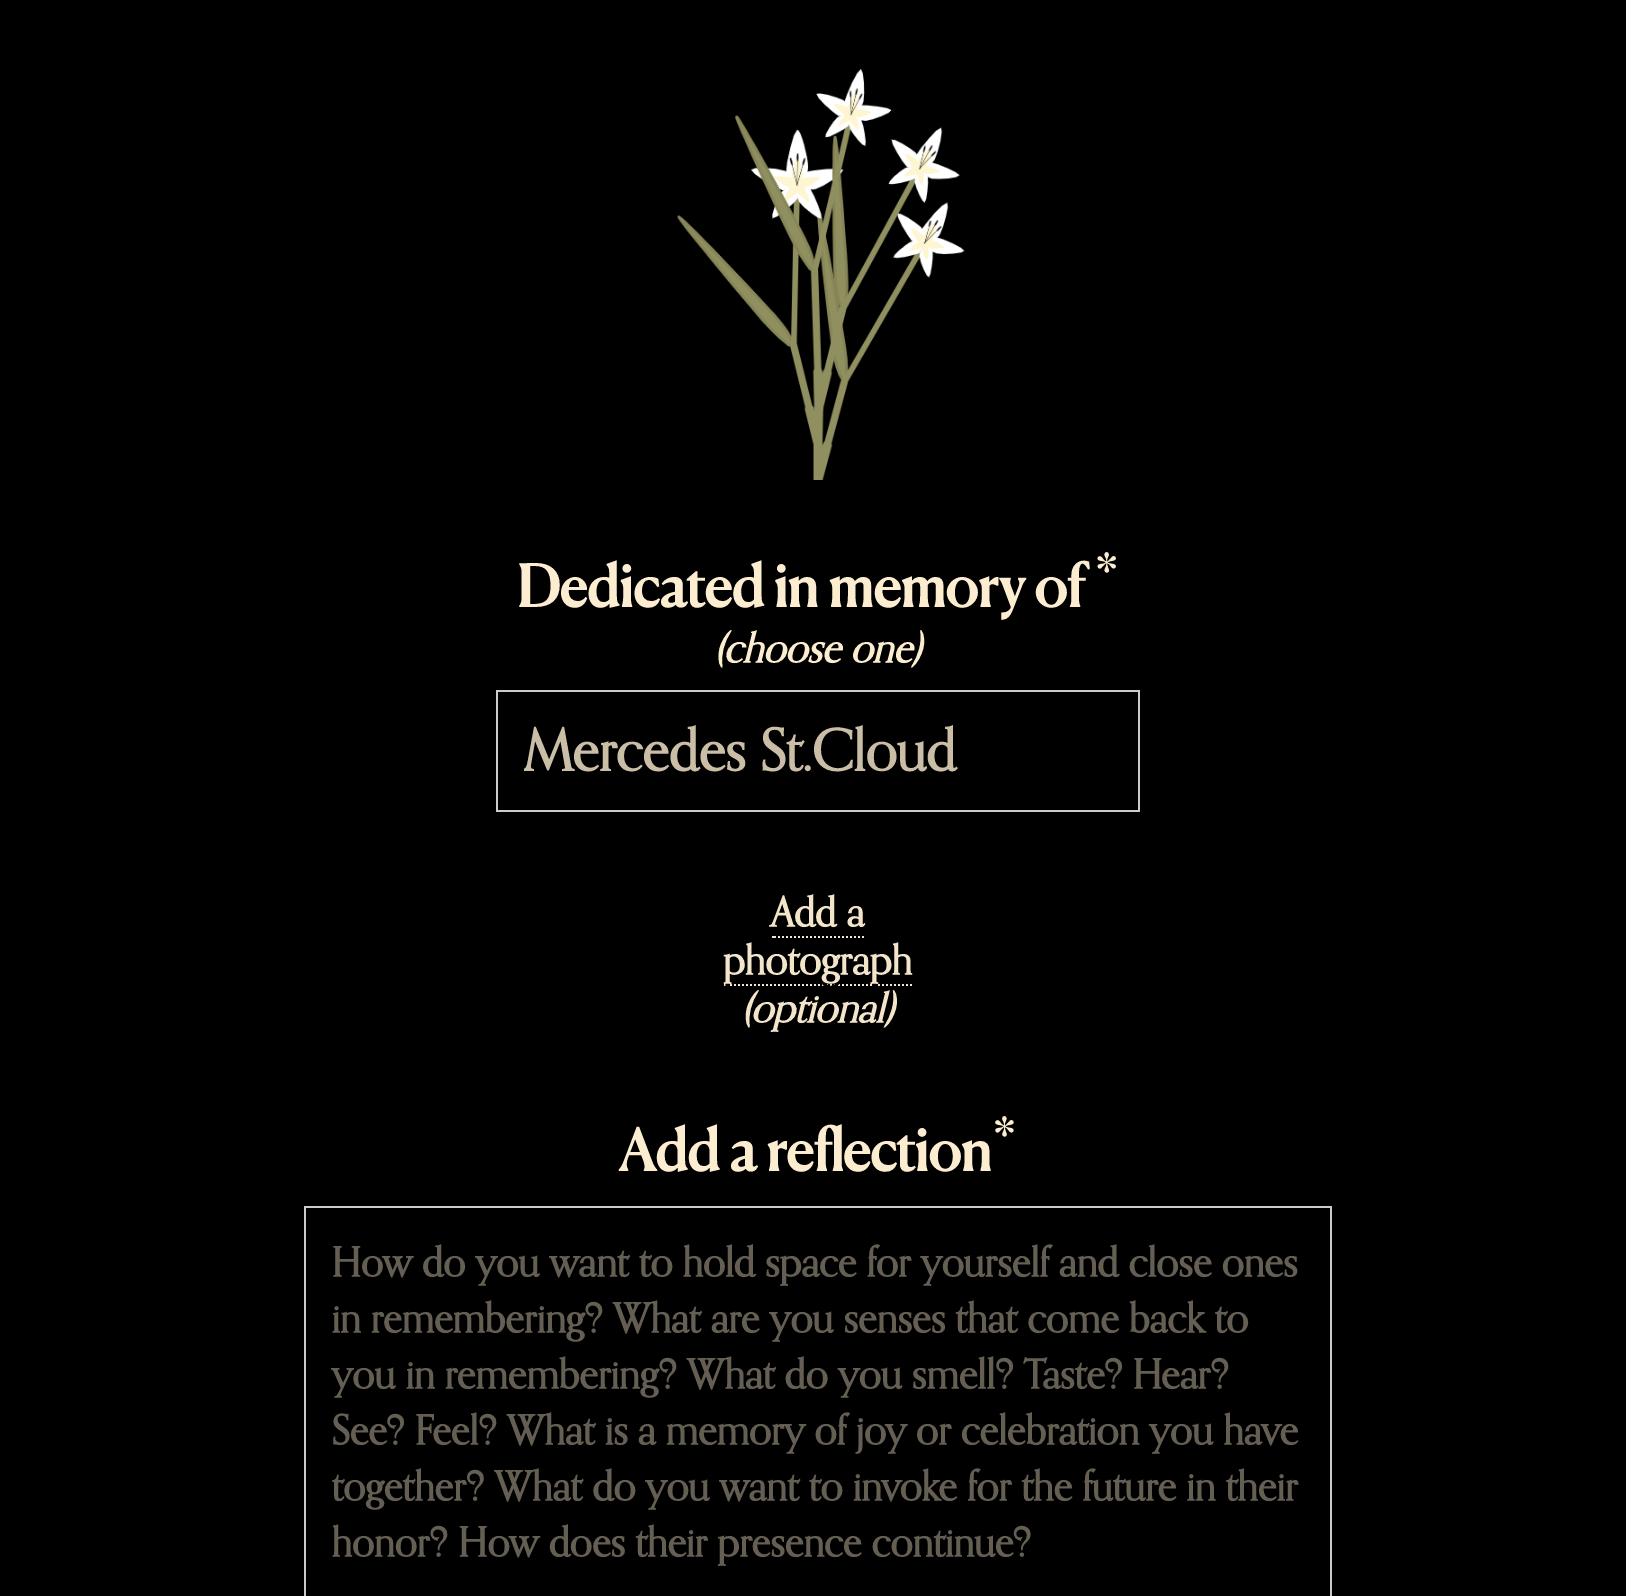 Dedicated in memory of *
(choose one)
Mercedes St.Cloud
Add a
photograph
(optional)
Add a reflection*
How do you want to hold space for yourself and close ones
in remembering? What are you senses that come back to
you in remembering? What do you smell? Taste? Hear?
See? Feel? What is a memory of joy or celebration you have
together? What do you want to invoke for the future in their
honor? How does their presence continue?